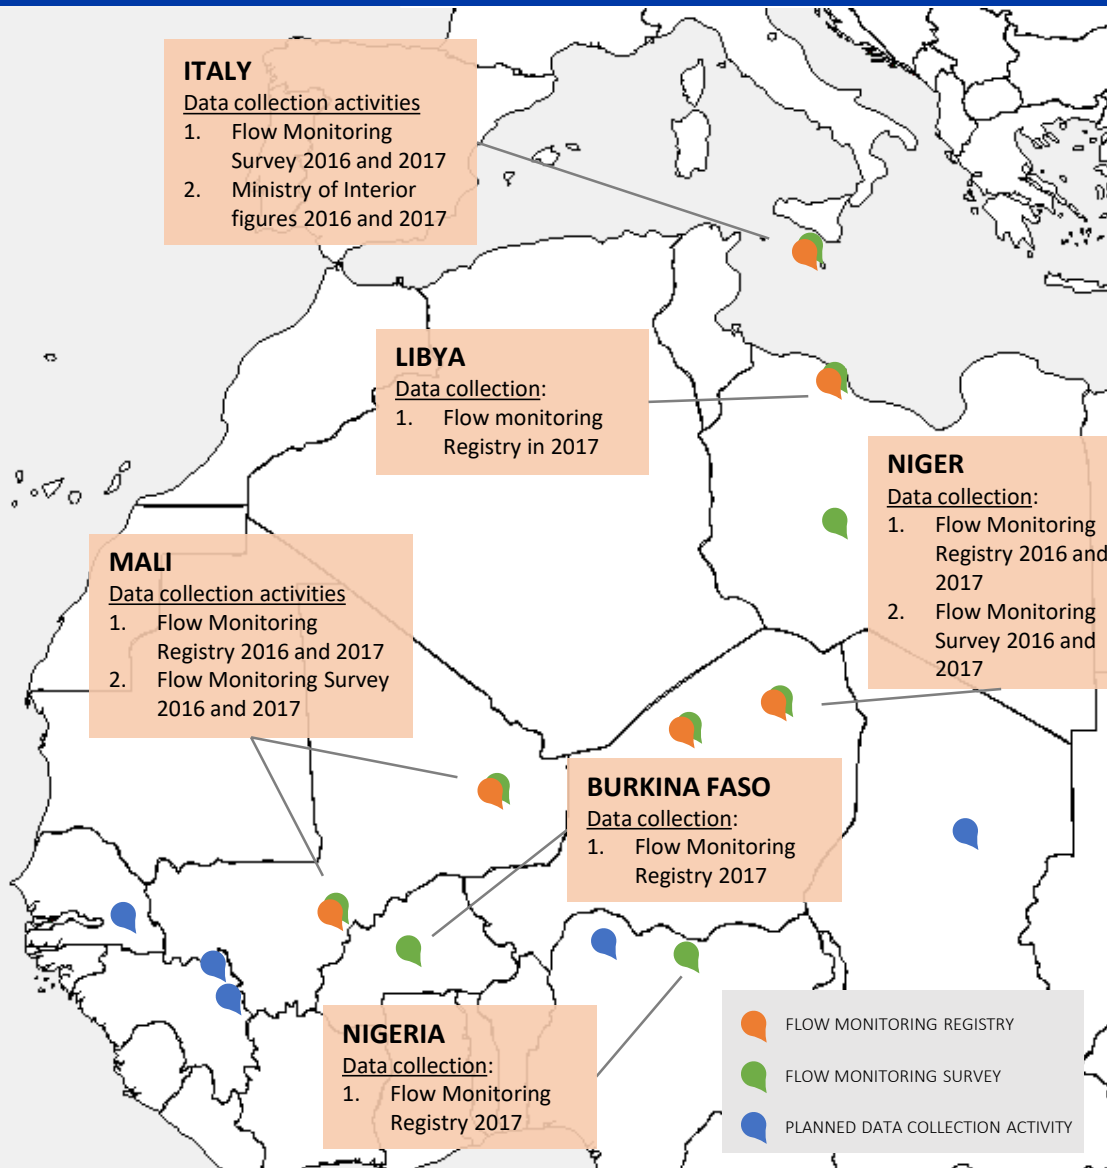 ITALY
Data collection activities
1. Flow Monitoring
Survey 2016 and 2017
2. Ministry of Interior
figures 2016 and 2017
LIBYA
Data collection:
1. Flow monitoring
Registry in 2017
NIGER
Data collection:
1. Flow Monitoring
Registry 2016 and
2017
2. Flow Monitoring
Survey 2016 and
2017
MALI
Data collection activities
1. Flow Monitoring
Registry 2016 and 2017
2. Flow Monitoring Survey
2016 and 2017
BURKINA FASO
Data collection:
1. Flow Monitoring
Registry 2017
NIGERIA
Data collection:
1. Flow Monitoring
Registry 2017
FLOW MONITORING REGISTRY
FLOW MONITORING SURVEY
PLANNED DATA COLLECTION ACTIVITY